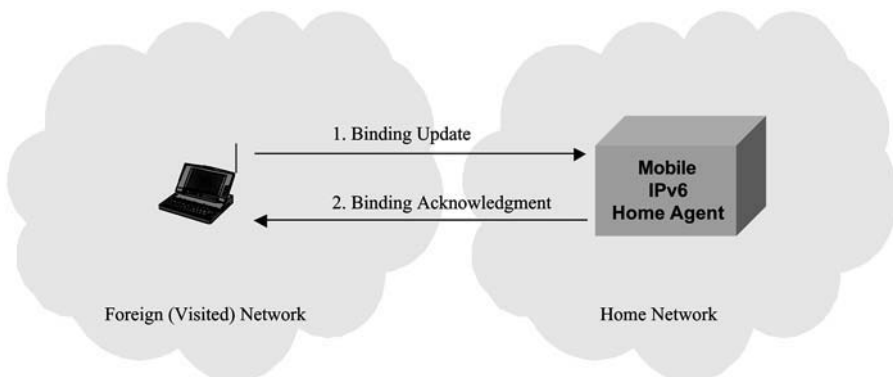 1. Binding Update
2. Binding Acknowledgment
Mobile
IPv6
Home Agent
Foreign (Visited) Network
Home Network